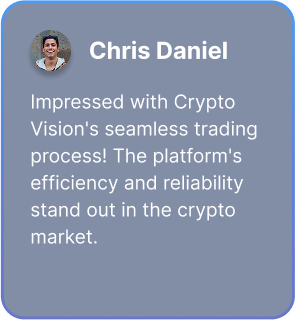 Chris Daniel
Impressed with Crypto
Vision's seamless trading
process! The platform's
efficiency and reliability
stand out in the crypto
market.